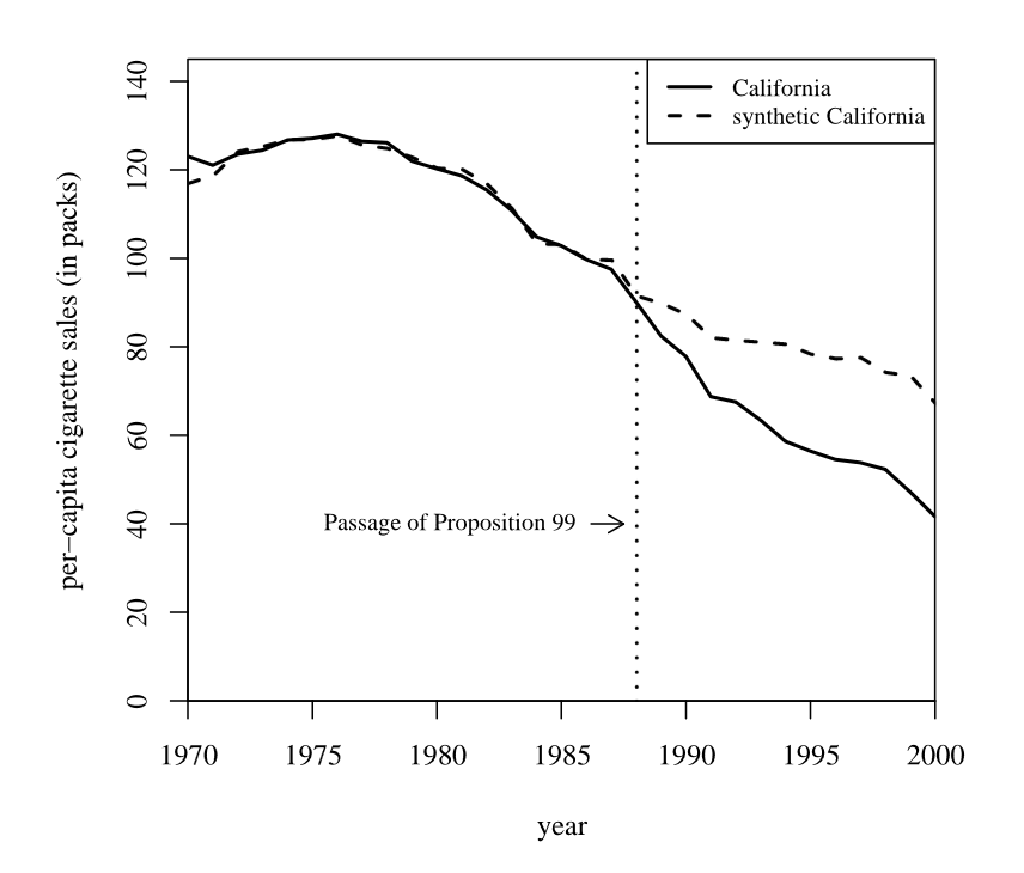 140
120
100
80
60
40
20
0
per−capita cigarette sales (in packs)
California
synthetic California
Passage of Proposition 99
1970 1975 1980 1985 1990 1995 2000
year